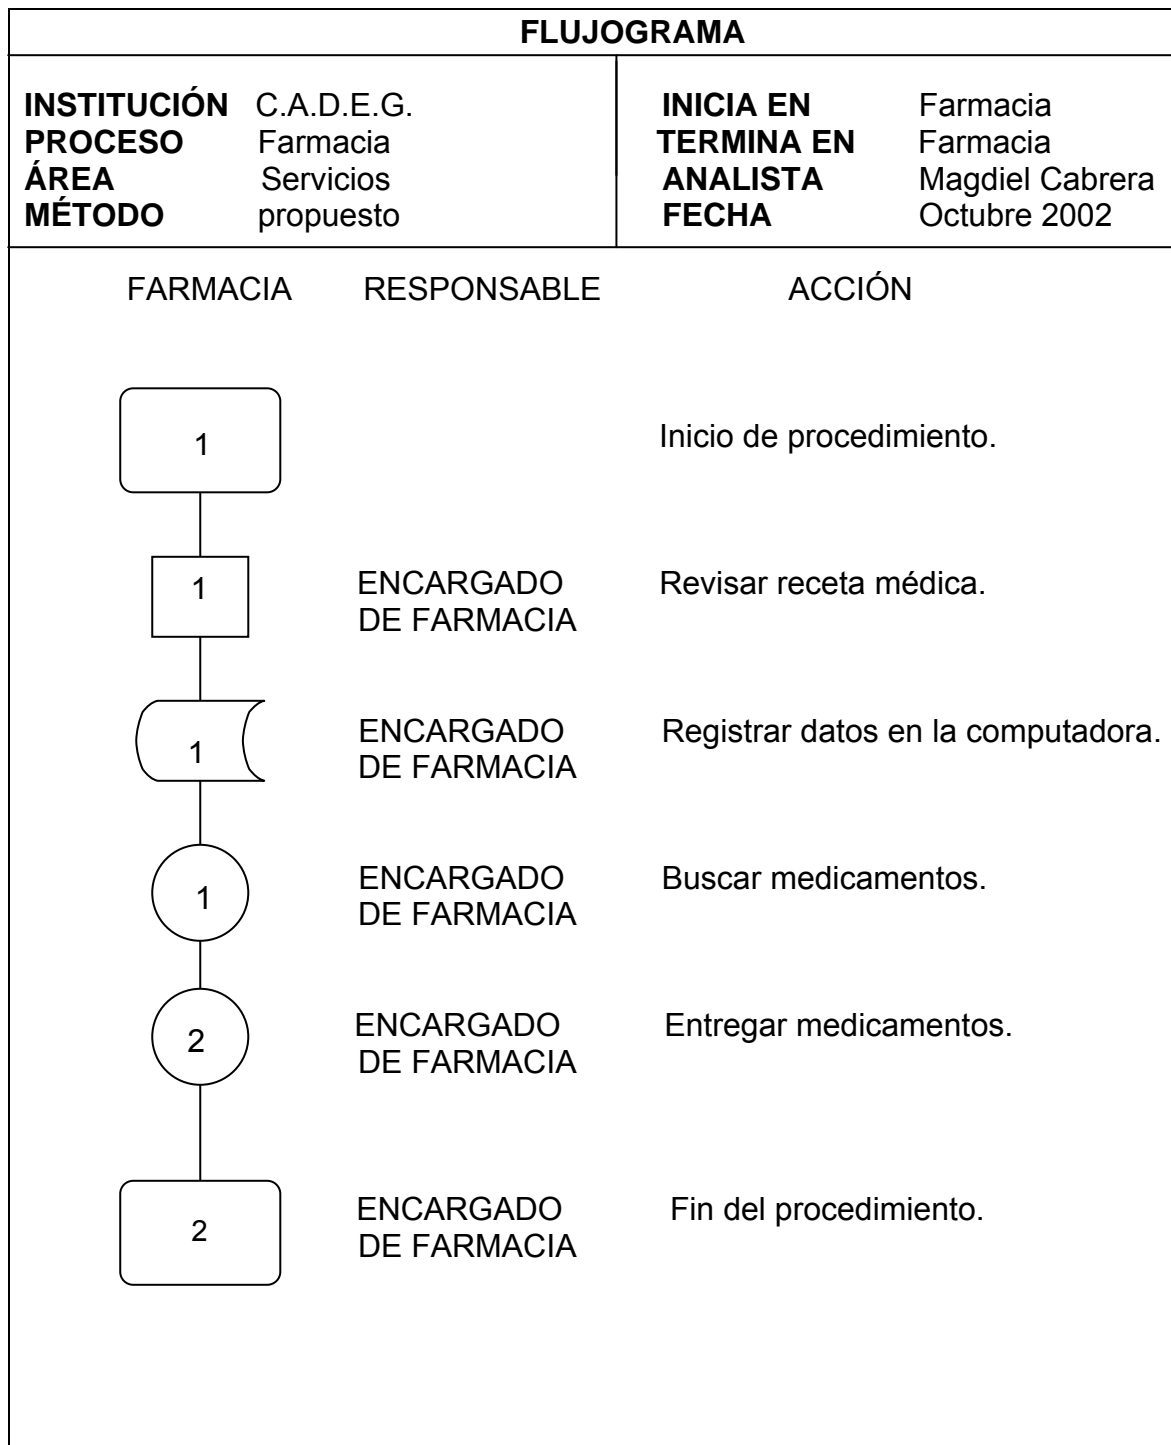 FLUJOGRAMA
INSTITUCIÓN C.A.D.E.G.
PROCESO Farmacia
ÁREA Servicios
MÉTODO propuesto
INICIA EN Farmacia
TERMINA EN Farmacia
ANALISTA Magdiel Cabrera
FECHA Octubre 2002
FARMACIA RESPONSABLE ACCIÓN
1 Inicio de procedimiento.
1 ENCARGADO Revisar receta médica.
DE FARMACIA
1 ENCARGADO Registrar datos en la computadora.
DE FARMACIA
1 ENCARGADO Buscar medicamentos.
DE FARMACIA
2 ENCARGADO Entregar medicamentos.
DE FARMACIA
2 ENCARGADO Fin del procedimiento.
DE FARMACIA